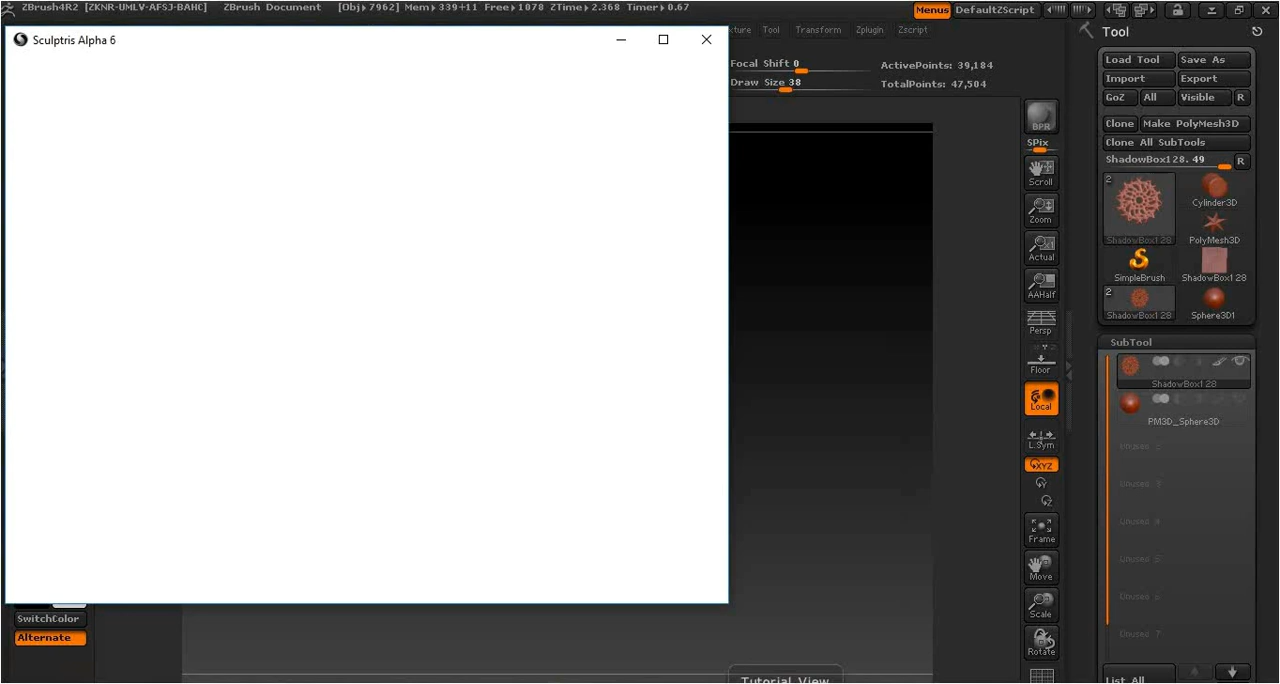 ZBrush4R2 [ZKNR-UMLV-AFSJ-BAHC] ZBrush Document [Obj▸7962] Mem▸339+11 Free▸1078 ZTime▸2.368 Timer▸0.67
Menus DefaultZScript
Sculptris Alpha 6
Tool Transform Zplugin Zscript
Focal Shift 0
Draw Size 38
ActivePoints: 39,184
TotalPoints: 47,504
BPR
SPix
Scroll
Zoom
Actual
AAHalf
Persp
Floor
Local
L.Sym
XYZ
Y
Z
Frame
Move
Scale
Rotate
Tool
Load Tool Save As
Import Export
GoZ All Visible R
Clone Make PolyMesh3D
Clone All SubTools
ShadowBox128. 49 R
2
Cylinder3D
ShadowBox128 PolyMesh3D
SimpleBrush ShadowBox128
2
ShadowBox128 Sphere3D1
SubTool
ShadowBox128
PM3D_Sphere3D
List All
SwitchColor
Alternate
Tutorial View